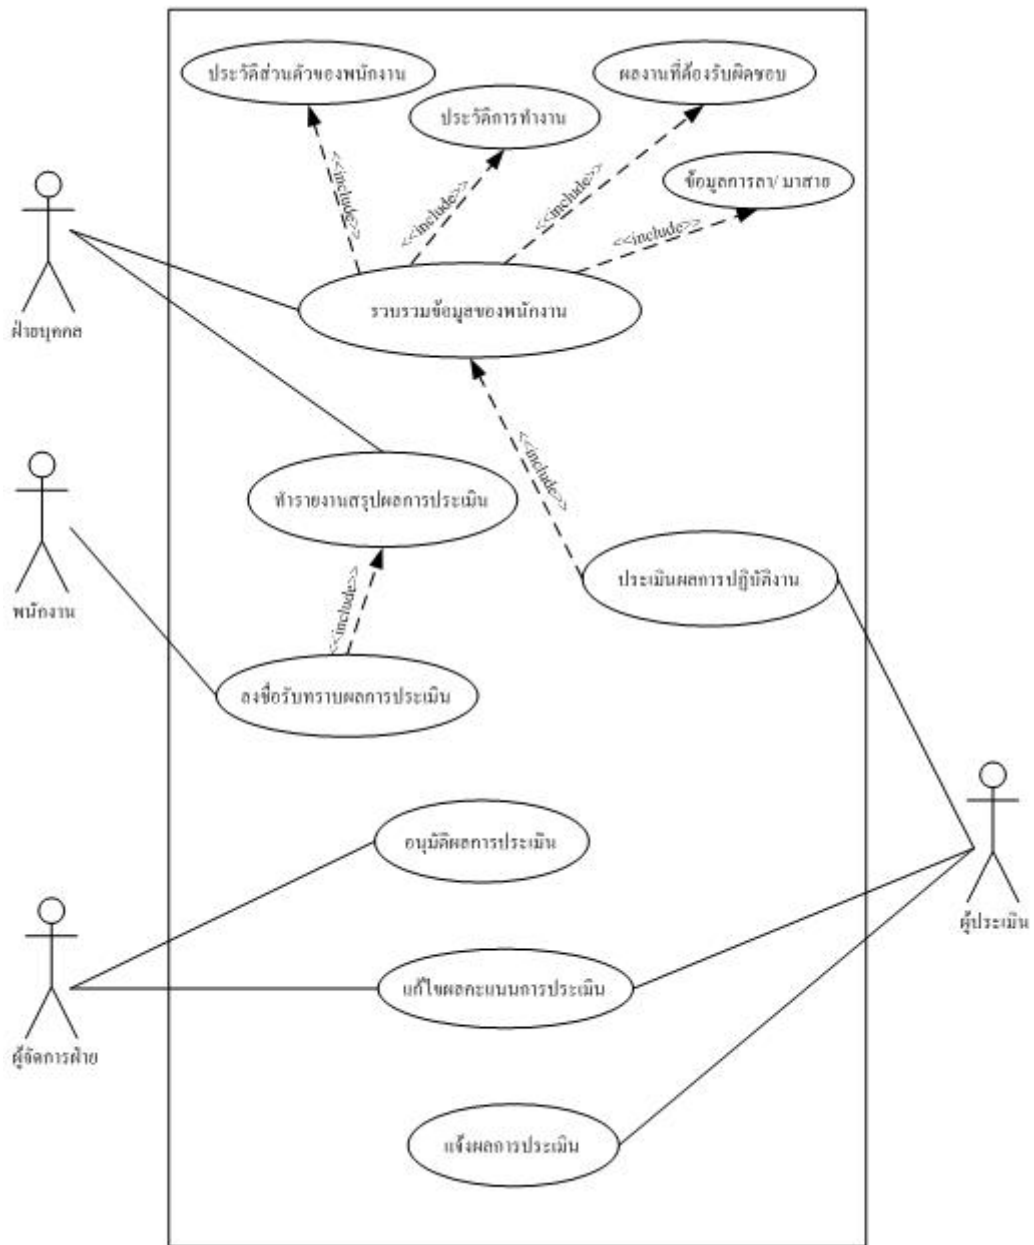 ประวัติส่วนตัวของพนักงาน
ผลงานที่ต้องรับผิดชอบ
ประวัติการทำงาน
ข้อมูลการลา/ มาสาย
<<include>>
<<include>>
<<include>>
<<include>>
รวบรวมข้อมูลของพนักงาน
ฝ่ายบุคคล
<<include>>
ทำรายงานสรุปผลการประเมิน
ประเมินผลการปฏิบัติงาน
พนักงาน
<<include>>
ลงชื่อรับทราบผลการประเมิน
อนุมัติผลการประเมิน
ผู้ประเมิน
แก้ไขผลคะแนนการประเมิน
ผู้จัดการฝ่าย
แจ้งผลการประเมิน